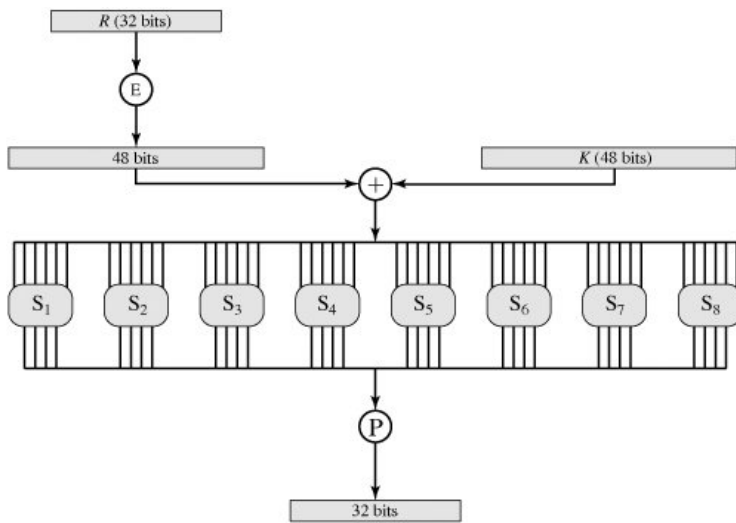 R (32 bits)
E
48 bits
K (48 bits)
+
S₁ S₂ S₃ S₄ S₅ S₆ S₇ S₈
P
32 bits